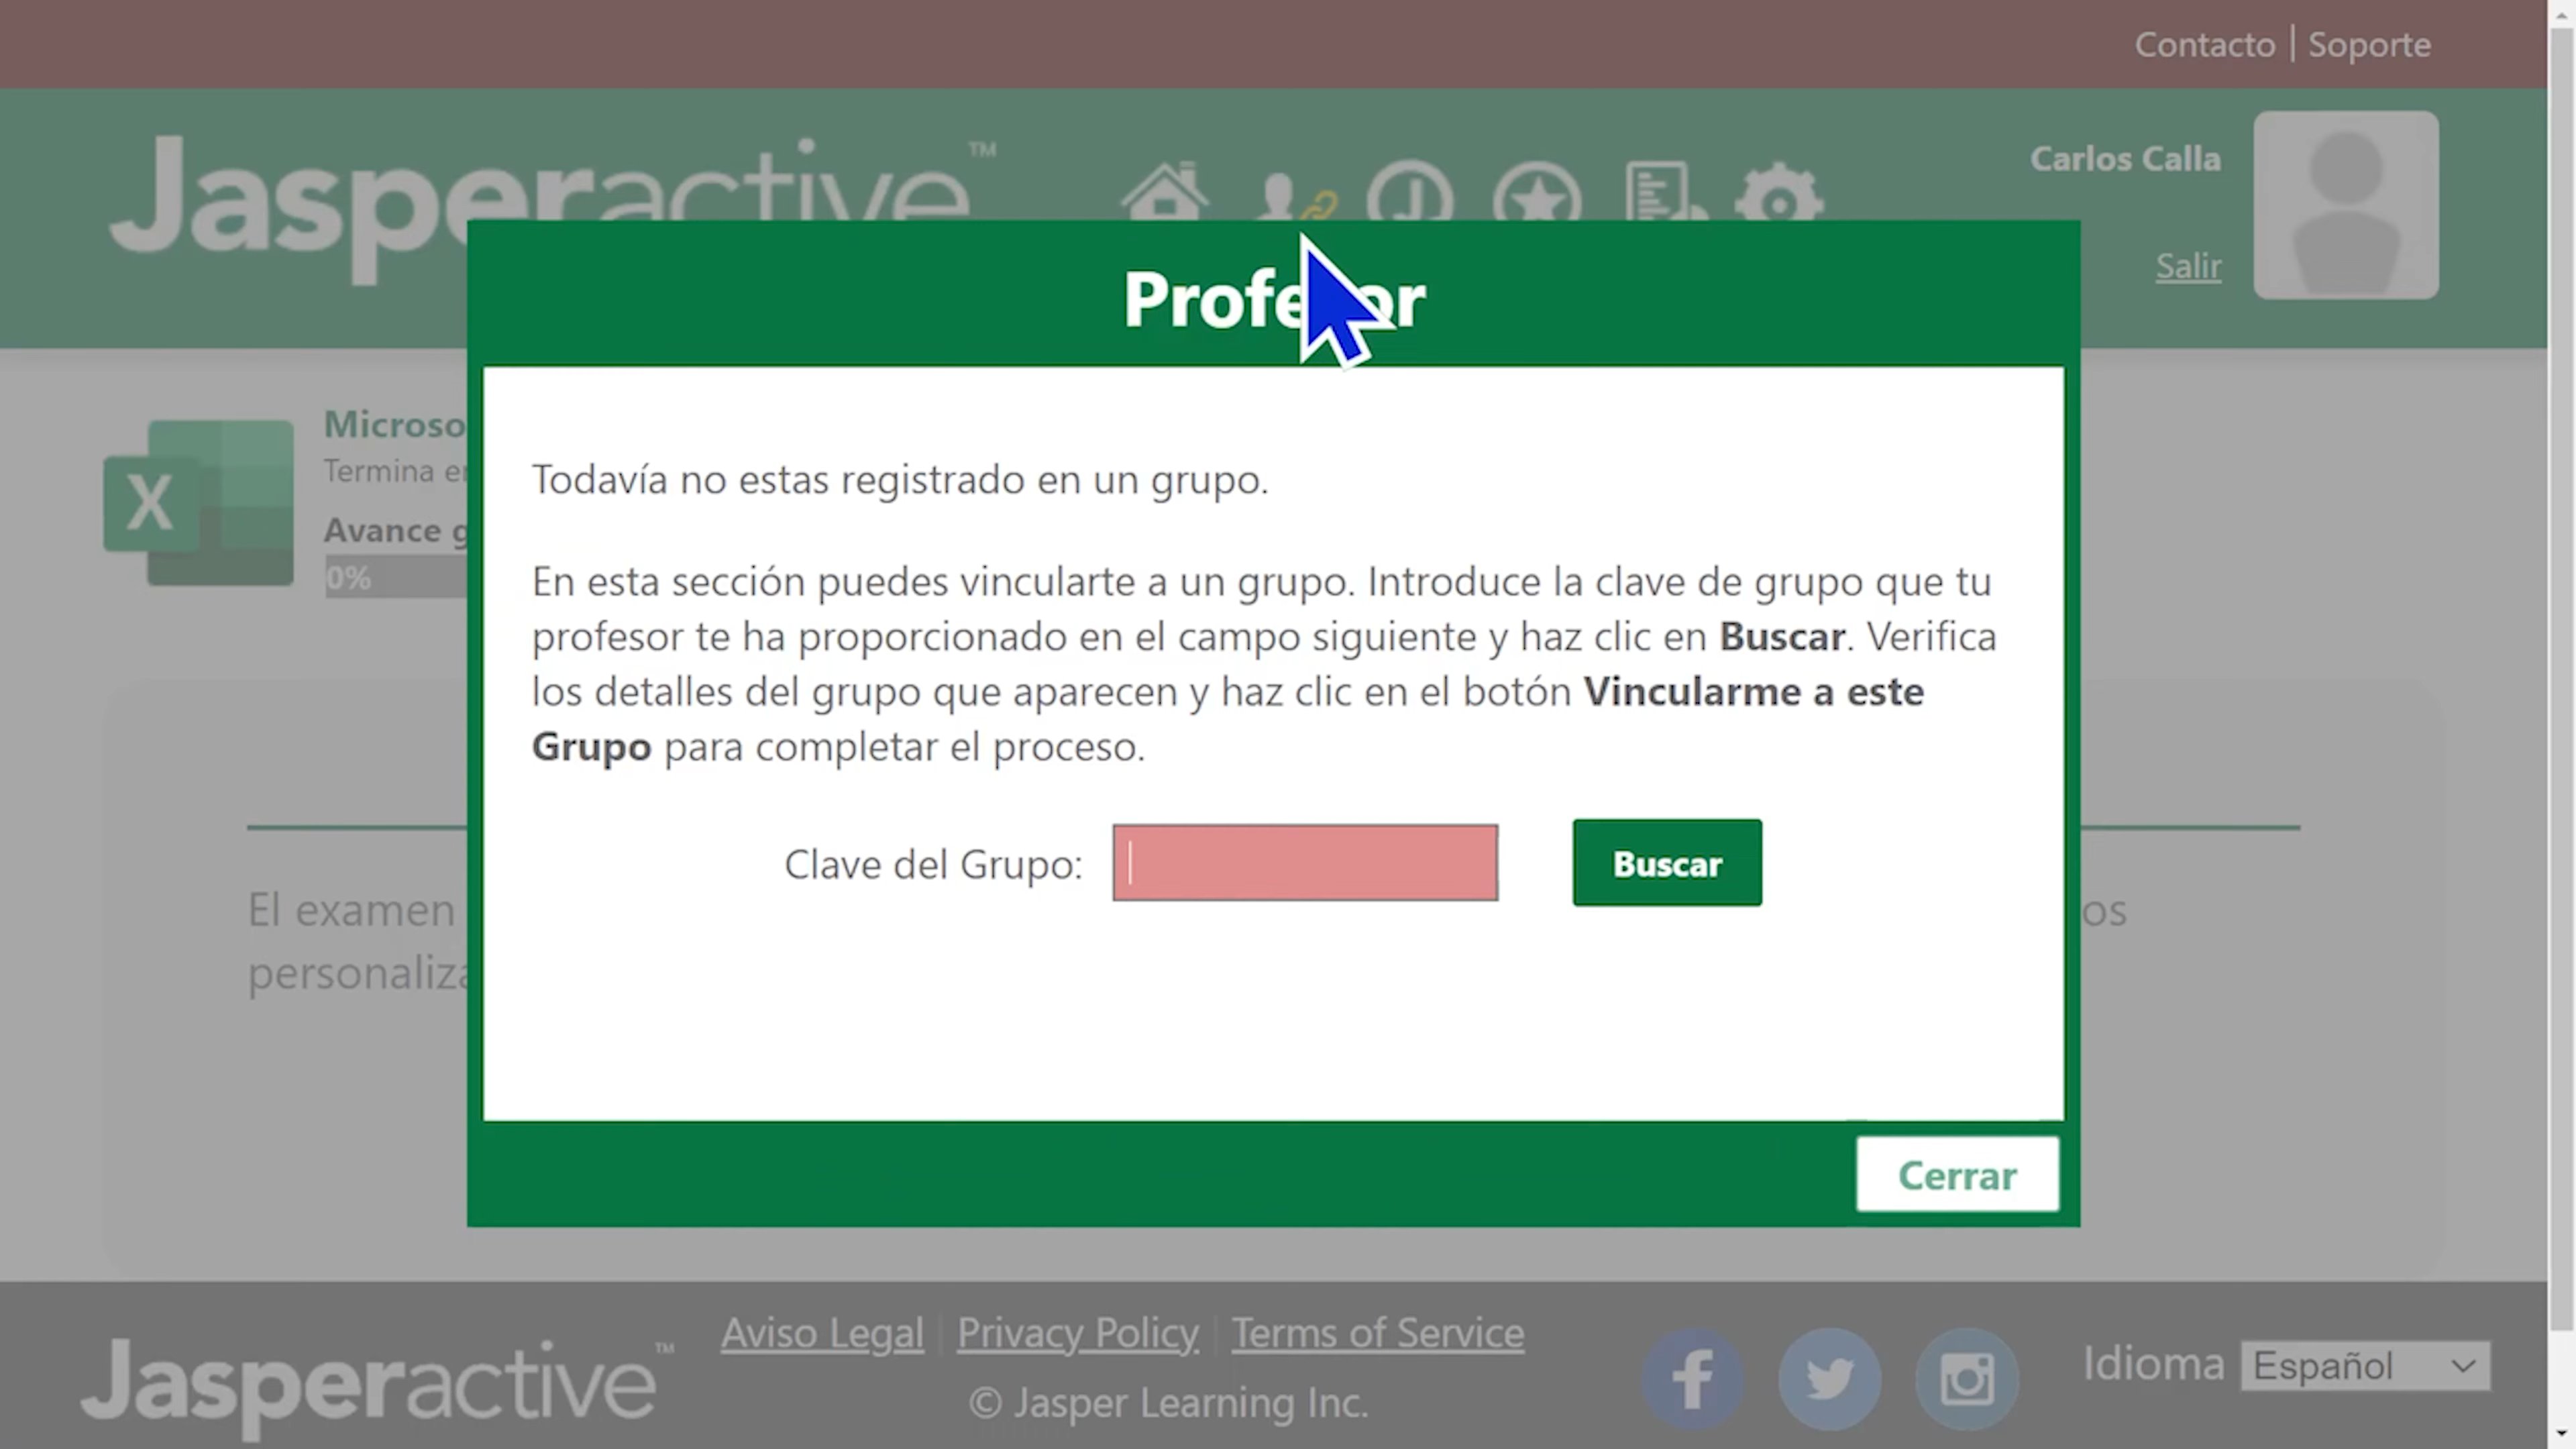 Contacto | Soporte
Jasperactive™
Carlos Calla
Salir
Profesor
Microso
Termina e
Avance g
0%
Todavía no estas registrado en un grupo.
En esta sección puedes vincularte a un grupo. Introduce la clave de grupo que tu
profesor te ha proporcionado en el campo siguiente y haz clic en Buscar. Verifica
los detalles del grupo que aparecen y haz clic en el botón Vincularme a este
Grupo para completar el proceso.
Clave del Grupo:
Buscar
El examen
os
personaliza
Cerrar
Jasperactive™
Aviso Legal | Privacy Policy | Terms of Service
© Jasper Learning Inc.
Idioma Español